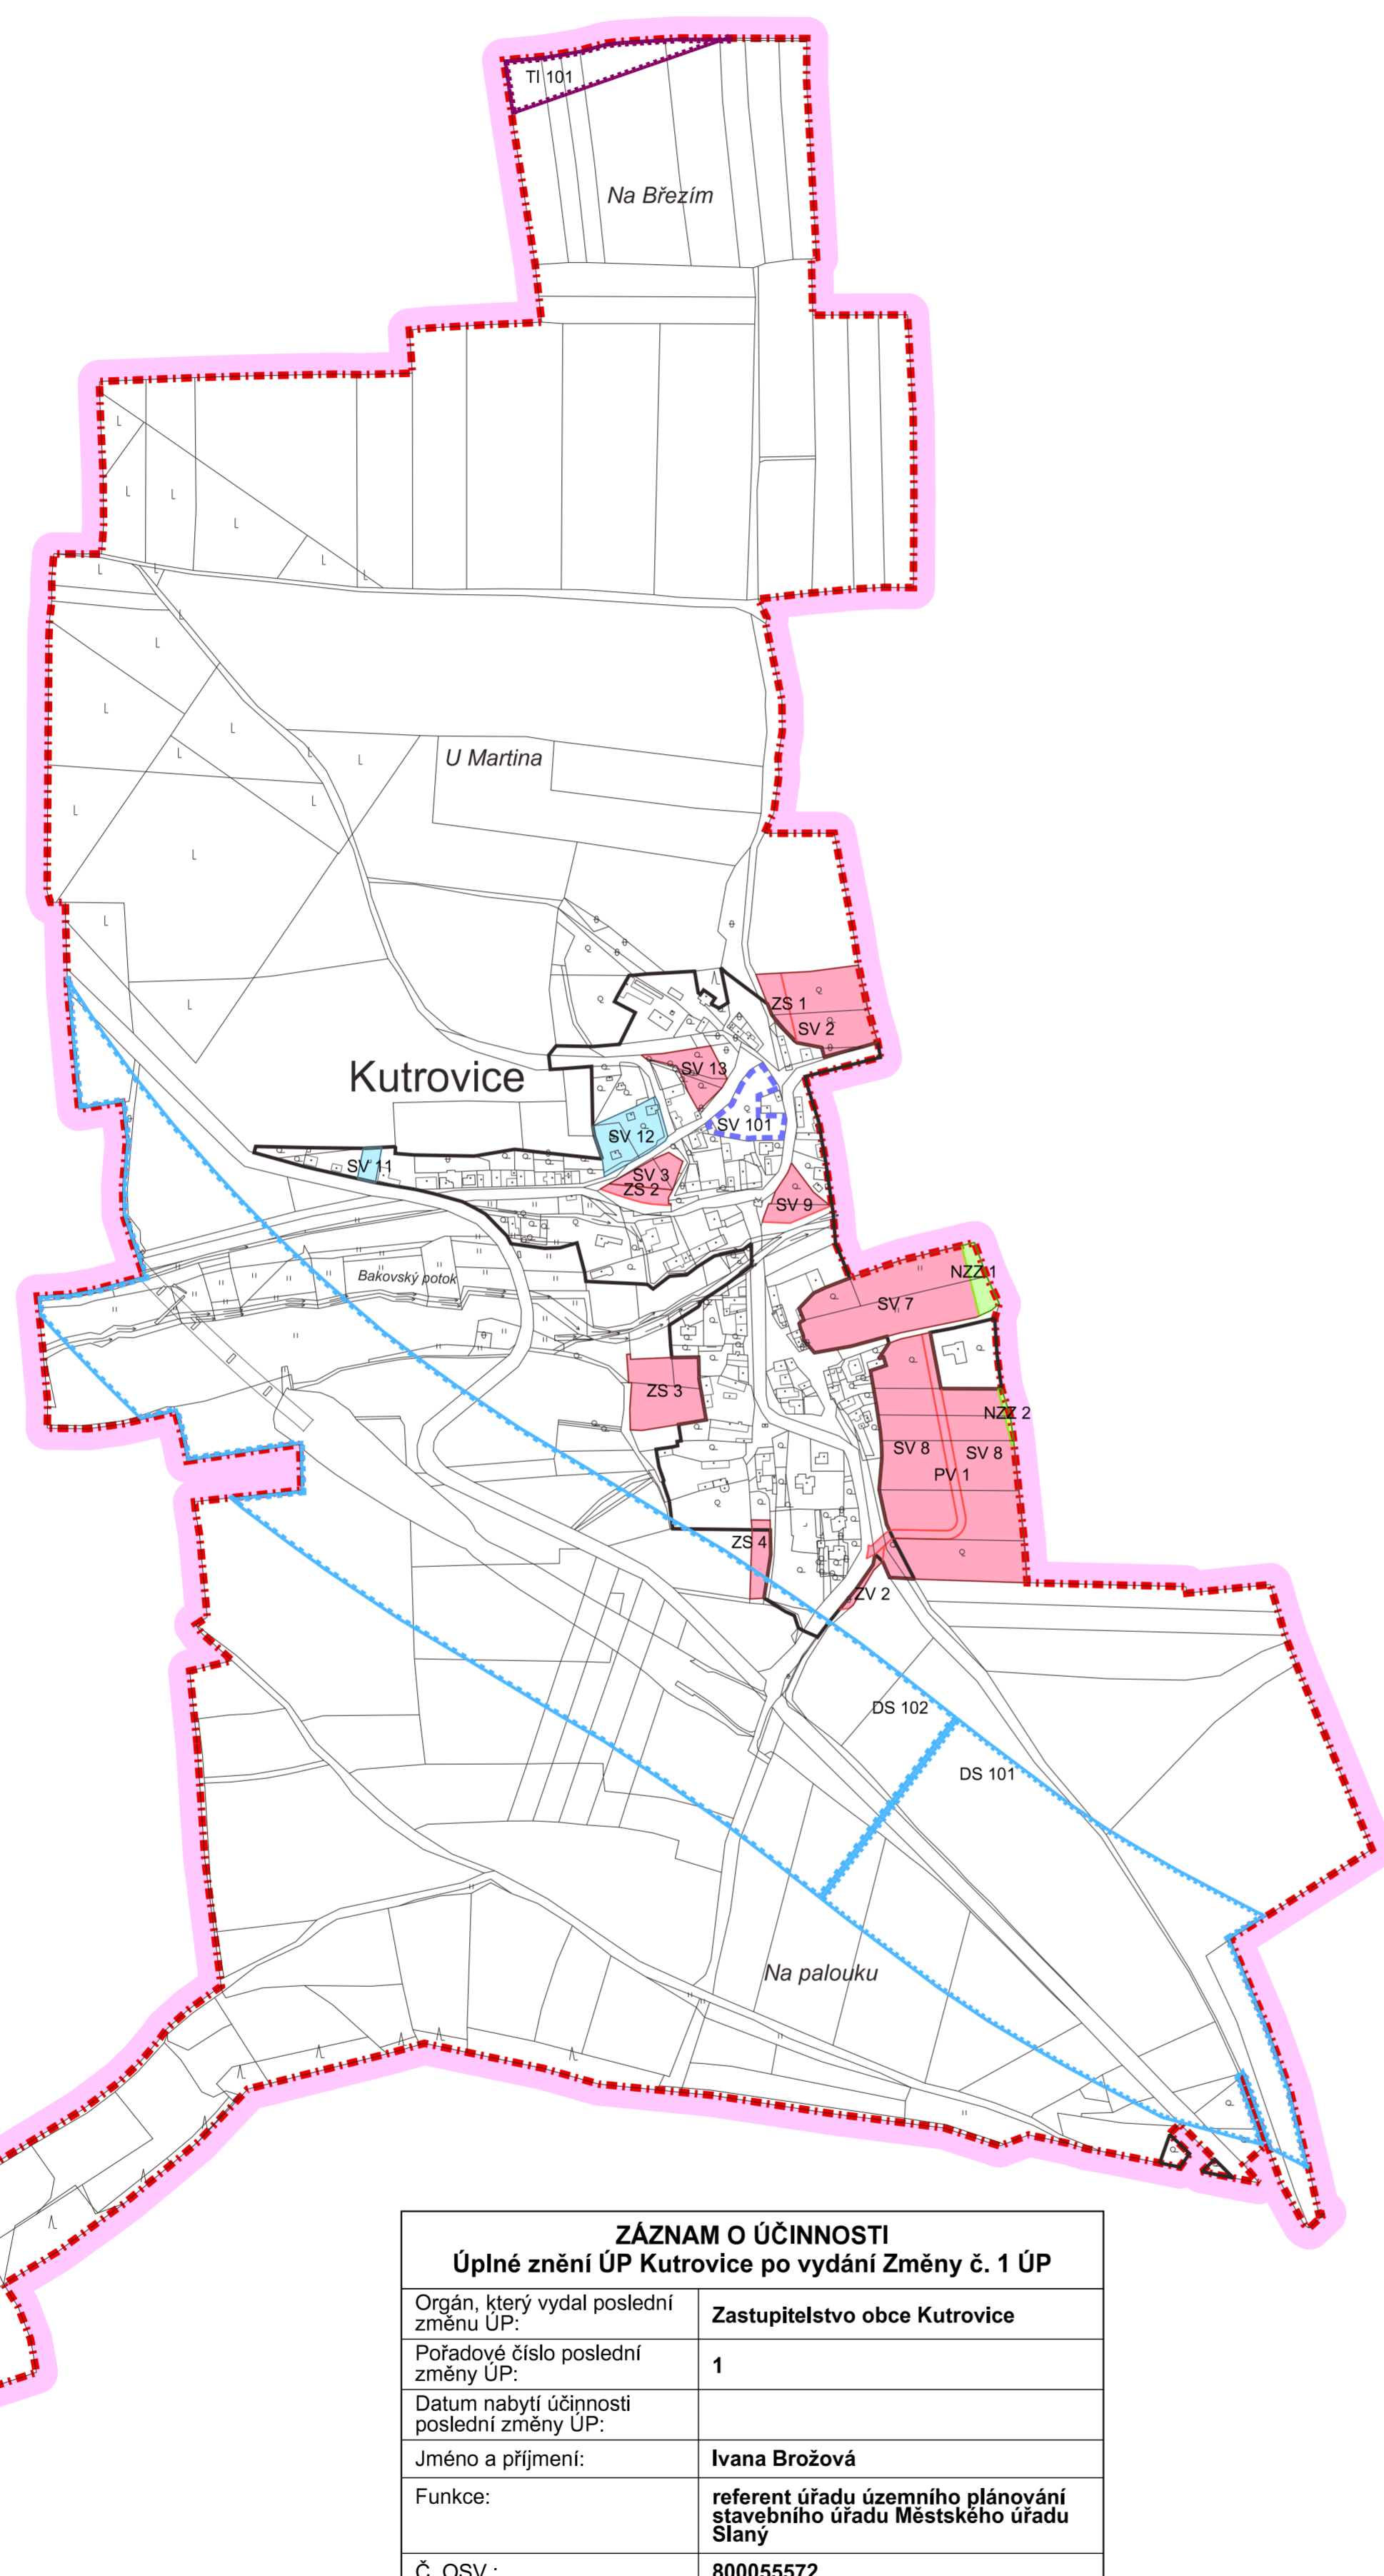 TI 101
Na Březím
U Martina
ZS 1
SV 2
Kutrovice
SV 13
SV 101
SV 12
SV 11
SV 3
ZS 2
SV 9
NZZ 1
Bakovský potok
SV 7
ZS 3
NZZ 2
SV 8
SV 8
PV 1
ZS 4
ZV 2
DS 102
DS 101
Na palouku
ZÁZNAM O ÚČINNOSTI
Úplné znění ÚP Kutrovice po vydání Změny č. 1 ÚP
Orgán, který vydal poslední
změnu ÚP:
Zastupitelstvo obce Kutrovice
Pořadové číslo poslední
změny ÚP:
1
Datum nabytí účinnosti
poslední změny ÚP:
Jméno a příjmení:
Ivana Brožová
Funkce:
referent úřadu územního plánování
stavebního úřadu Městského úřadu
Slaný
Č. OSV.:
800055572